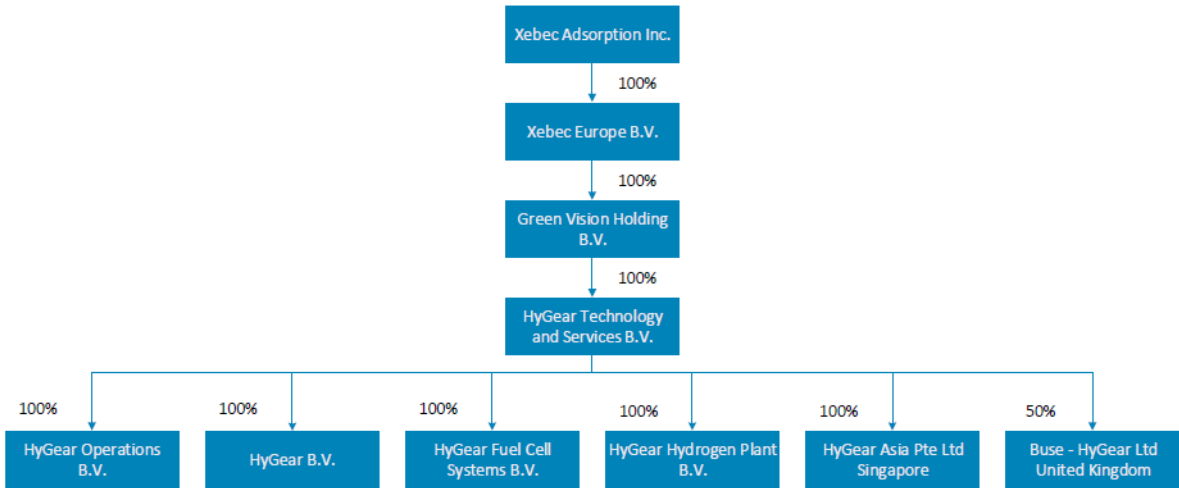 Xebec Adsorption Inc.
100%
Xebec Europe B.V.
100%
Green Vision Holding
B.V.
100%
HyGear Technology
and Services B.V.
100%
100%
100%
100%
100%
50%
HyGear Operations
B.V.
HyGear B.V.
HyGear Fuel Cell
Systems B.V.
HyGear Hydrogen Plant
B.V.
HyGear Asia Pte Ltd
Singapore
Buse - HyGear Ltd
United Kingdom